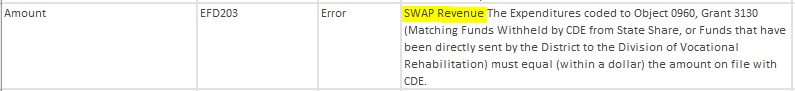 Amount EFD203 Error SWAP Revenue The Expenditures coded to Object 0960, Grant 3130
(Matching Funds Withheld by CDE from State Share, or Funds that have
been directly sent by the District to the Division of Vocational
Rehabilitation) must equal (within a dollar) the amount on file with
CDE.